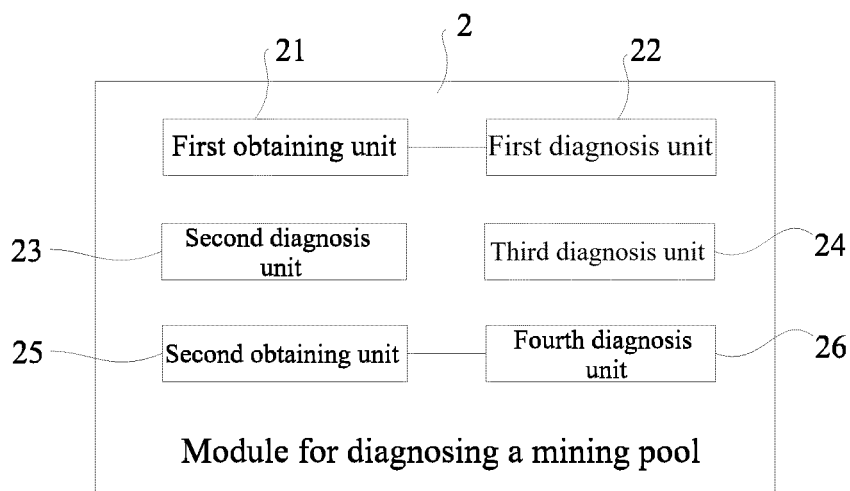 2
21
22
First obtaining unit
First diagnosis unit
Second diagnosis
unit
Third diagnosis unit
23
24
Second obtaining unit
Fourth diagnosis
unit
25
26
Module for diagnosing a mining pool